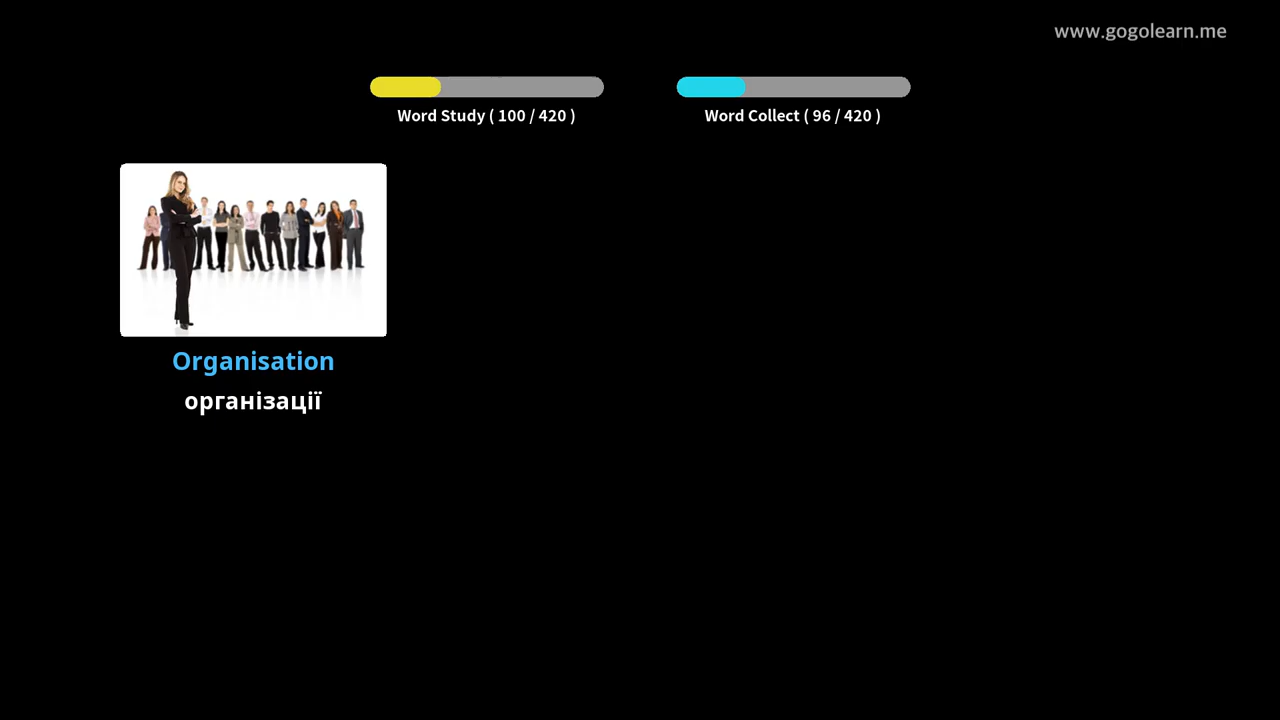 www.gogolearn.me
Word Study ( 100 / 420 )
Word Collect ( 96 / 420 )
Organisation
організації